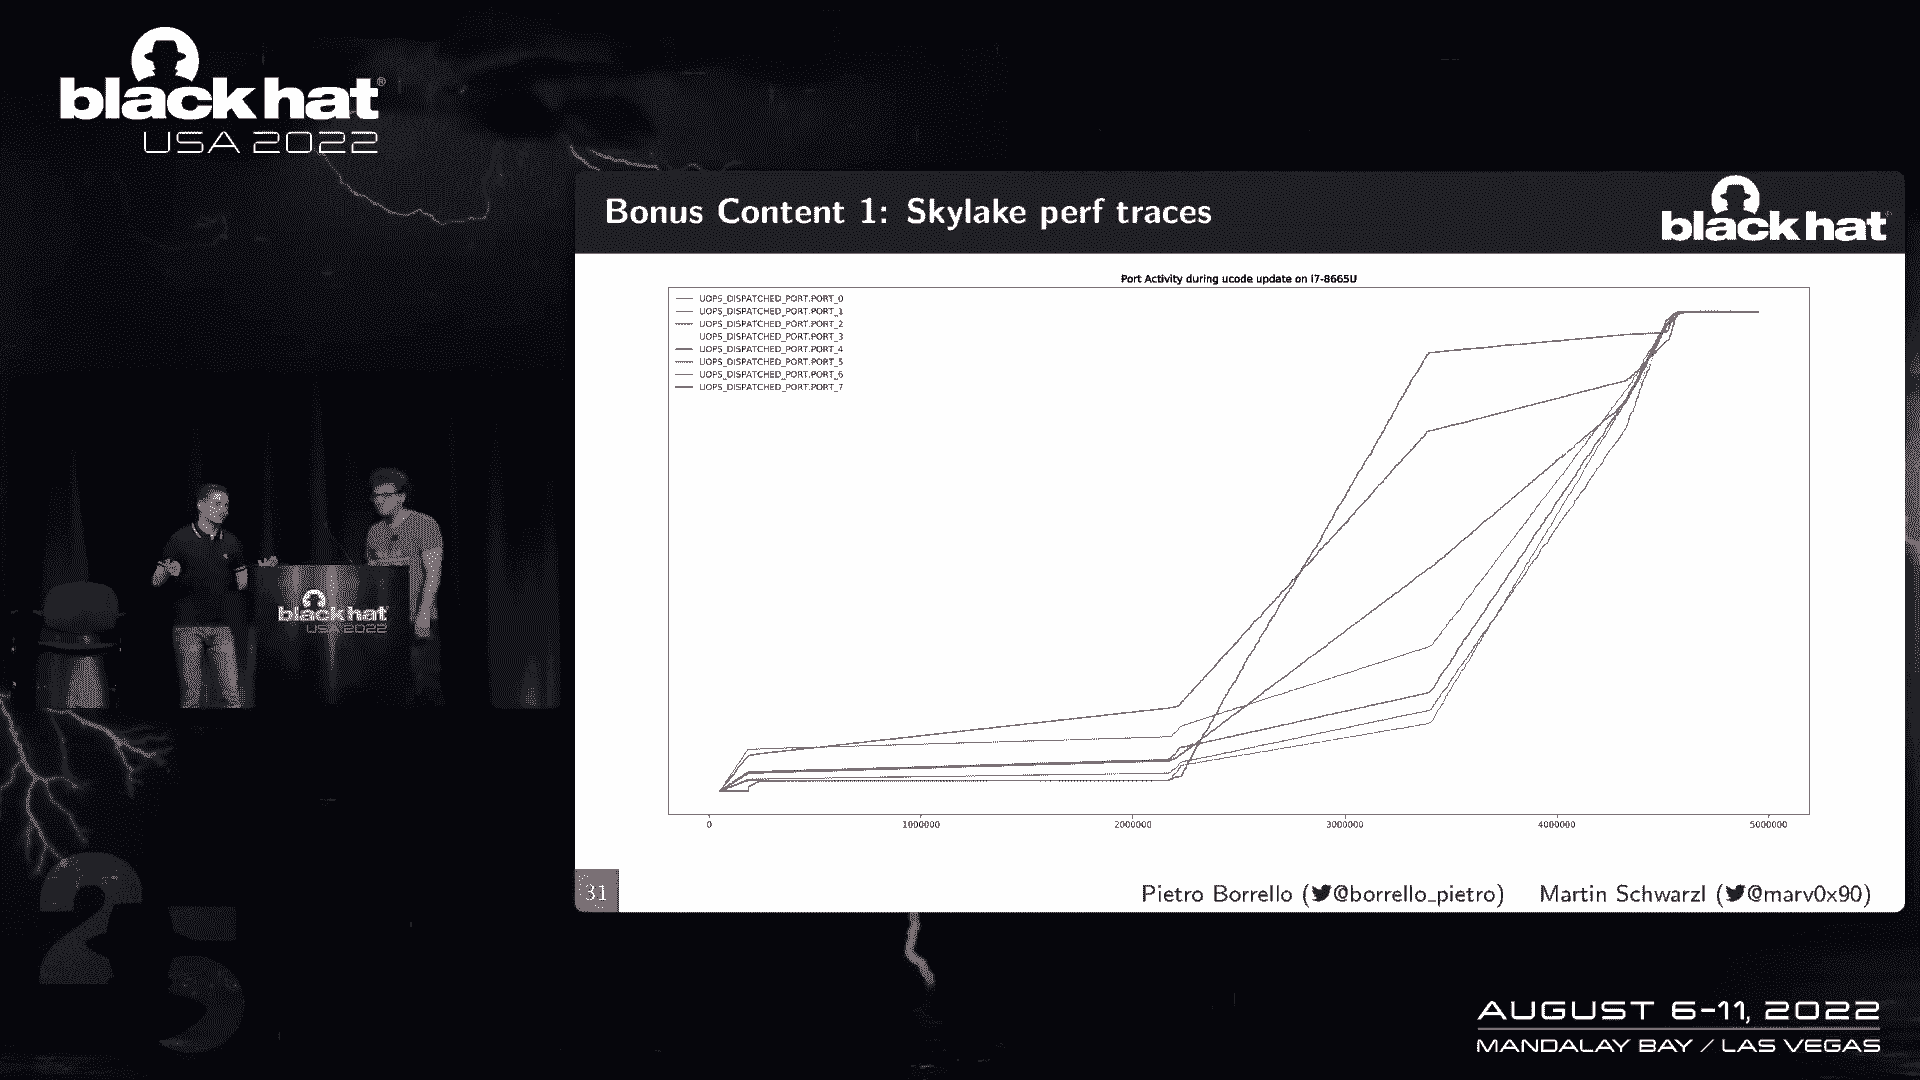 black hat®
USA 2022
Bonus Content 1: Skylake perf traces
black hat
Port Activity during ucode update on i7-8665U
UOPS_DISPATCHED_PORT.PORT_0
UOPS_DISPATCHED_PORT.PORT_1
UOPS_DISPATCHED_PORT.PORT_2
UOPS_DISPATCHED_PORT.PORT_3
UOPS_DISPATCHED_PORT.PORT_4
UOPS_DISPATCHED_PORT.PORT_5
UOPS_DISPATCHED_PORT.PORT_6
UOPS_DISPATCHED_PORT.PORT_7
0 1000000 2000000 3000000 4000000 5000000
31
Pietro Borrello (@borrello_pietro) Martin Schwarzl (@marv0x90)
black hat
USA 2022
25
AUGUST 6-11, 2022
MANDALAY BAY / LAS VEGAS